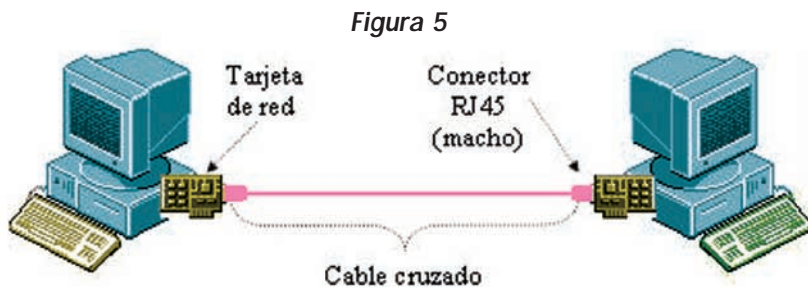 Figura 5
Tarjeta
de red
Conector
RJ45
(macho)
Cable cruzado